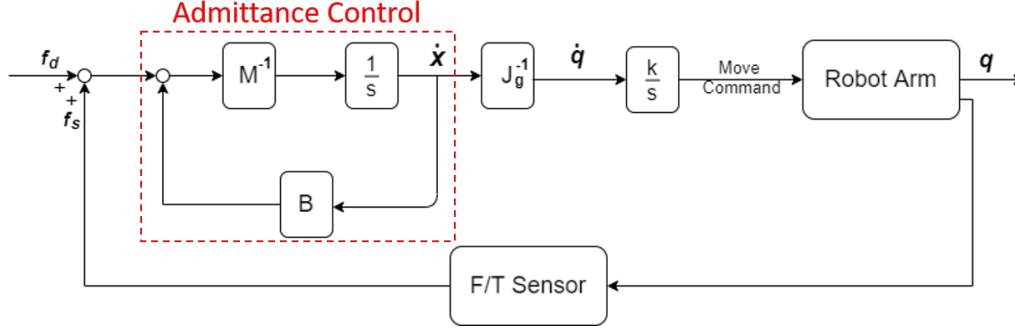 Admittance Control
f_d
+
+
f_s
M⁻¹
1
s
ẋ
J_g⁻¹
q̇
k
s
Move
Command
Robot Arm
q
B
F/T Sensor